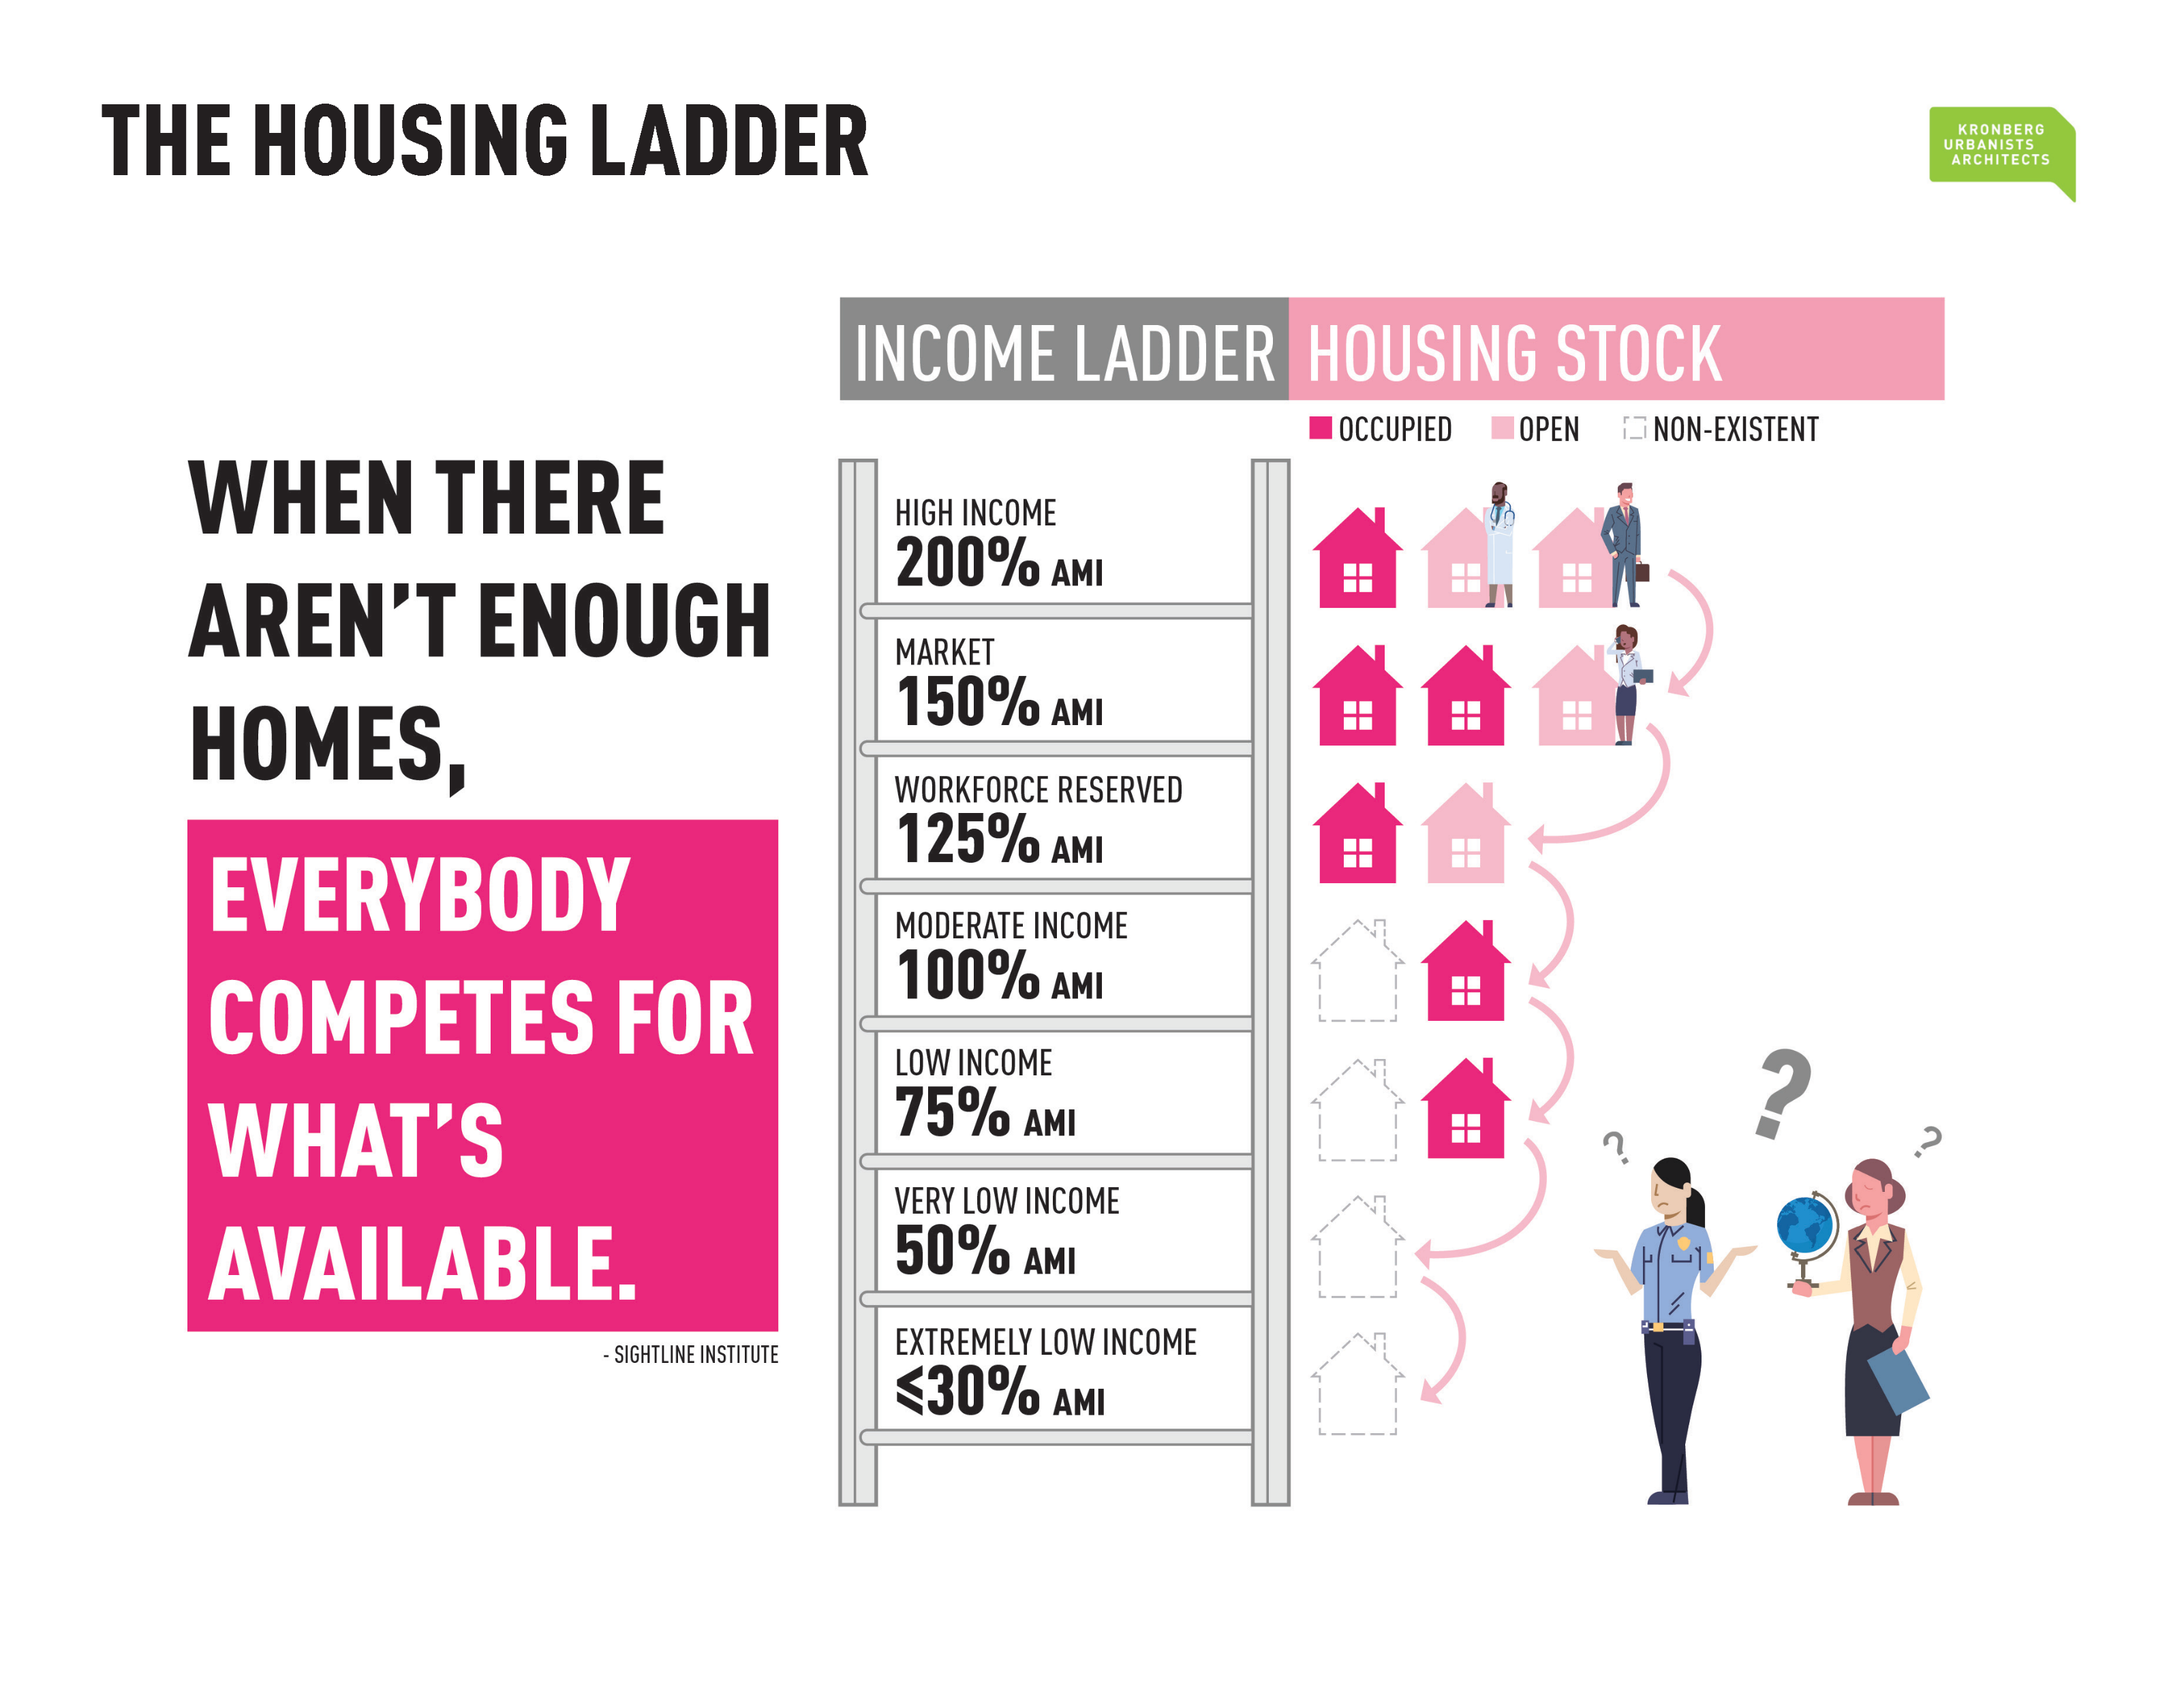 THE HOUSING LADDER
KRONBERG
URBANISTS
ARCHITECTS
WHEN THERE
AREN'T ENOUGH
HOMES,
EVERYBODY
COMPETES FOR
WHAT'S
AVAILABLE.
- SIGHTLINE INSTITUTE
INCOME LADDER
HOUSING STOCK
OCCUPIED
OPEN
NON-EXISTENT
HIGH INCOME
200% AMI
MARKET
150% AMI
WORKFORCE RESERVED
125% AMI
MODERATE INCOME
100% AMI
LOW INCOME
75% AMI
VERY LOW INCOME
50% AMI
EXTREMELY LOW INCOME
≤30% AMI
? ? ?